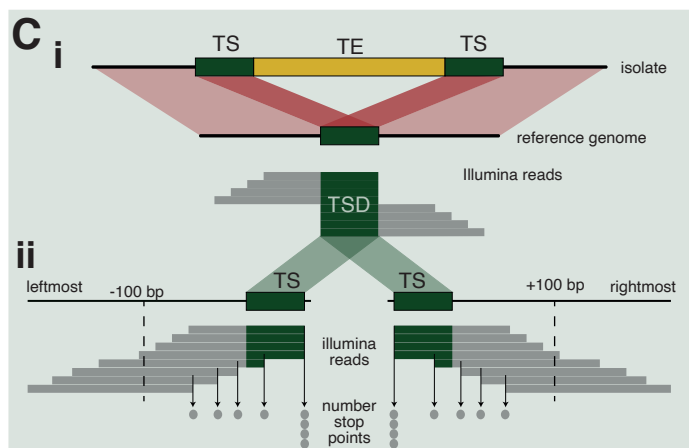 C i
TS TE TS
isolate
reference genome
Illumina reads
TSD
ii
TS TS
leftmost -100 bp +100 bp rightmost
illumina
reads
number
stop
points